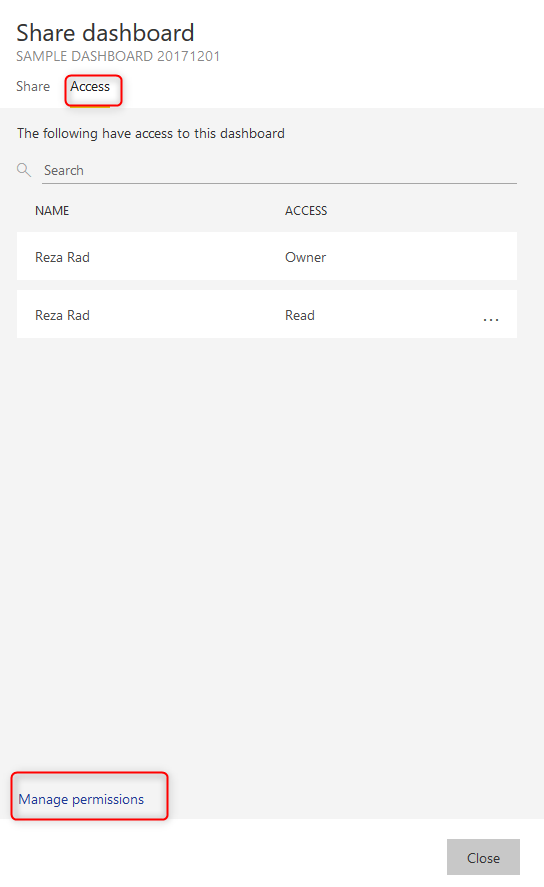 Share dashboard
SAMPLE DASHBOARD 20171201
Share Access
The following have access to this dashboard
Search
NAME ACCESS
Reza Rad Owner
Reza Rad Read ...
Manage permissions
Close